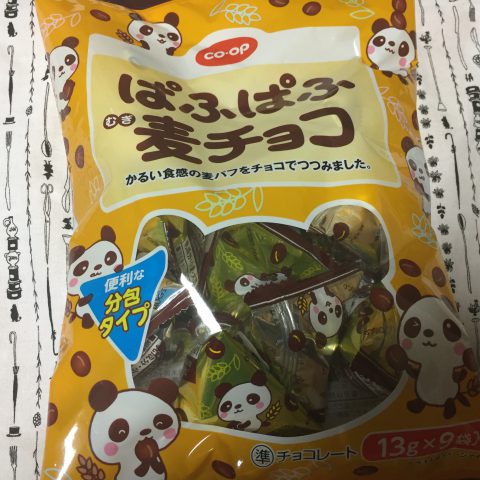 CO·OP
ぱふぱふ
むぎ
麦チョコ
かるい食感の麦パフをチョコでつつみました。
便利な
分包
タイプ
13g×9袋入
準 チョコレート